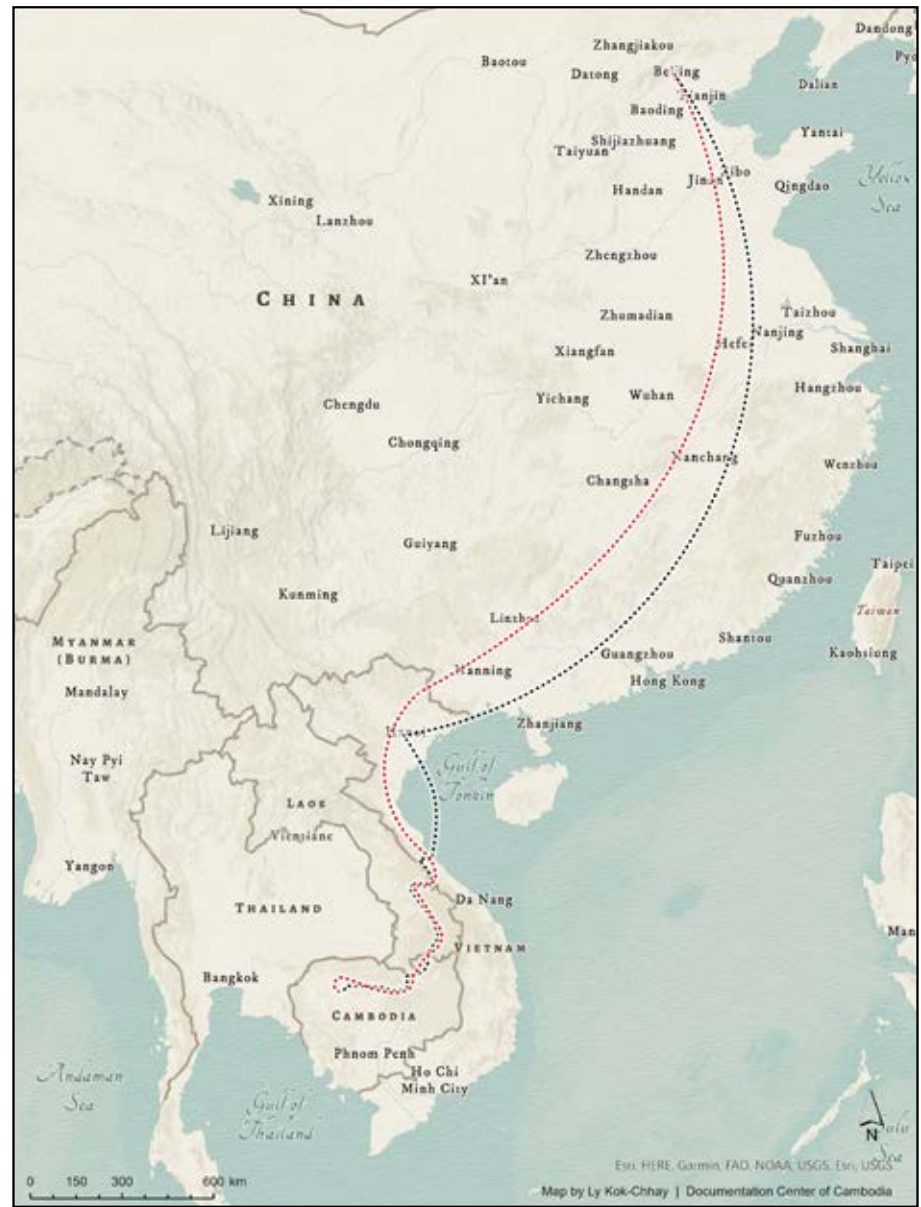 Dandong
Zhangjiakou
Baotou
Datong
Dalian
Baoding
Yantai
Shijiazhuang
Taiyuan
Yellow
Sea
Handan
Qingdao
Xining
Lanzhou
Zhengzhou
XI'an
CHINA
Zhumadian
Taizhou
Nanjing
Xiangfan
Shanghai
Yichang
Wuhan
Hangzhou
Chengdu
Chongqing
Nanchang
Wenzhou
Changsha
Lijiang
Guiyang
Fuzhou
Taipei
Quanzhou
Kunming
Taiwan
MYANMAR
(BURMA)
Shantou
Guangzhou
Kaohsiung
Hong Kong
Mandalay
Zhanjiang
Nay Pyi
Taw
Gulf of
Tonkin
LAOS
Vientiane
Yangon
Da Nang
THAILAND
VIETNAM
Man
Bangkok
CAMBODIA
Phnom Penh
Ho Chi
Minh City
Andaman
Sea
Gulf of
Thailand
N
Sulu
Sea
0 150 300 600 km
Esri, HERE, Garmin, FAO, NOAA, USGS, Esri, USGS
Map by Ly Kok-Chhay | Documentation Center of Cambodia